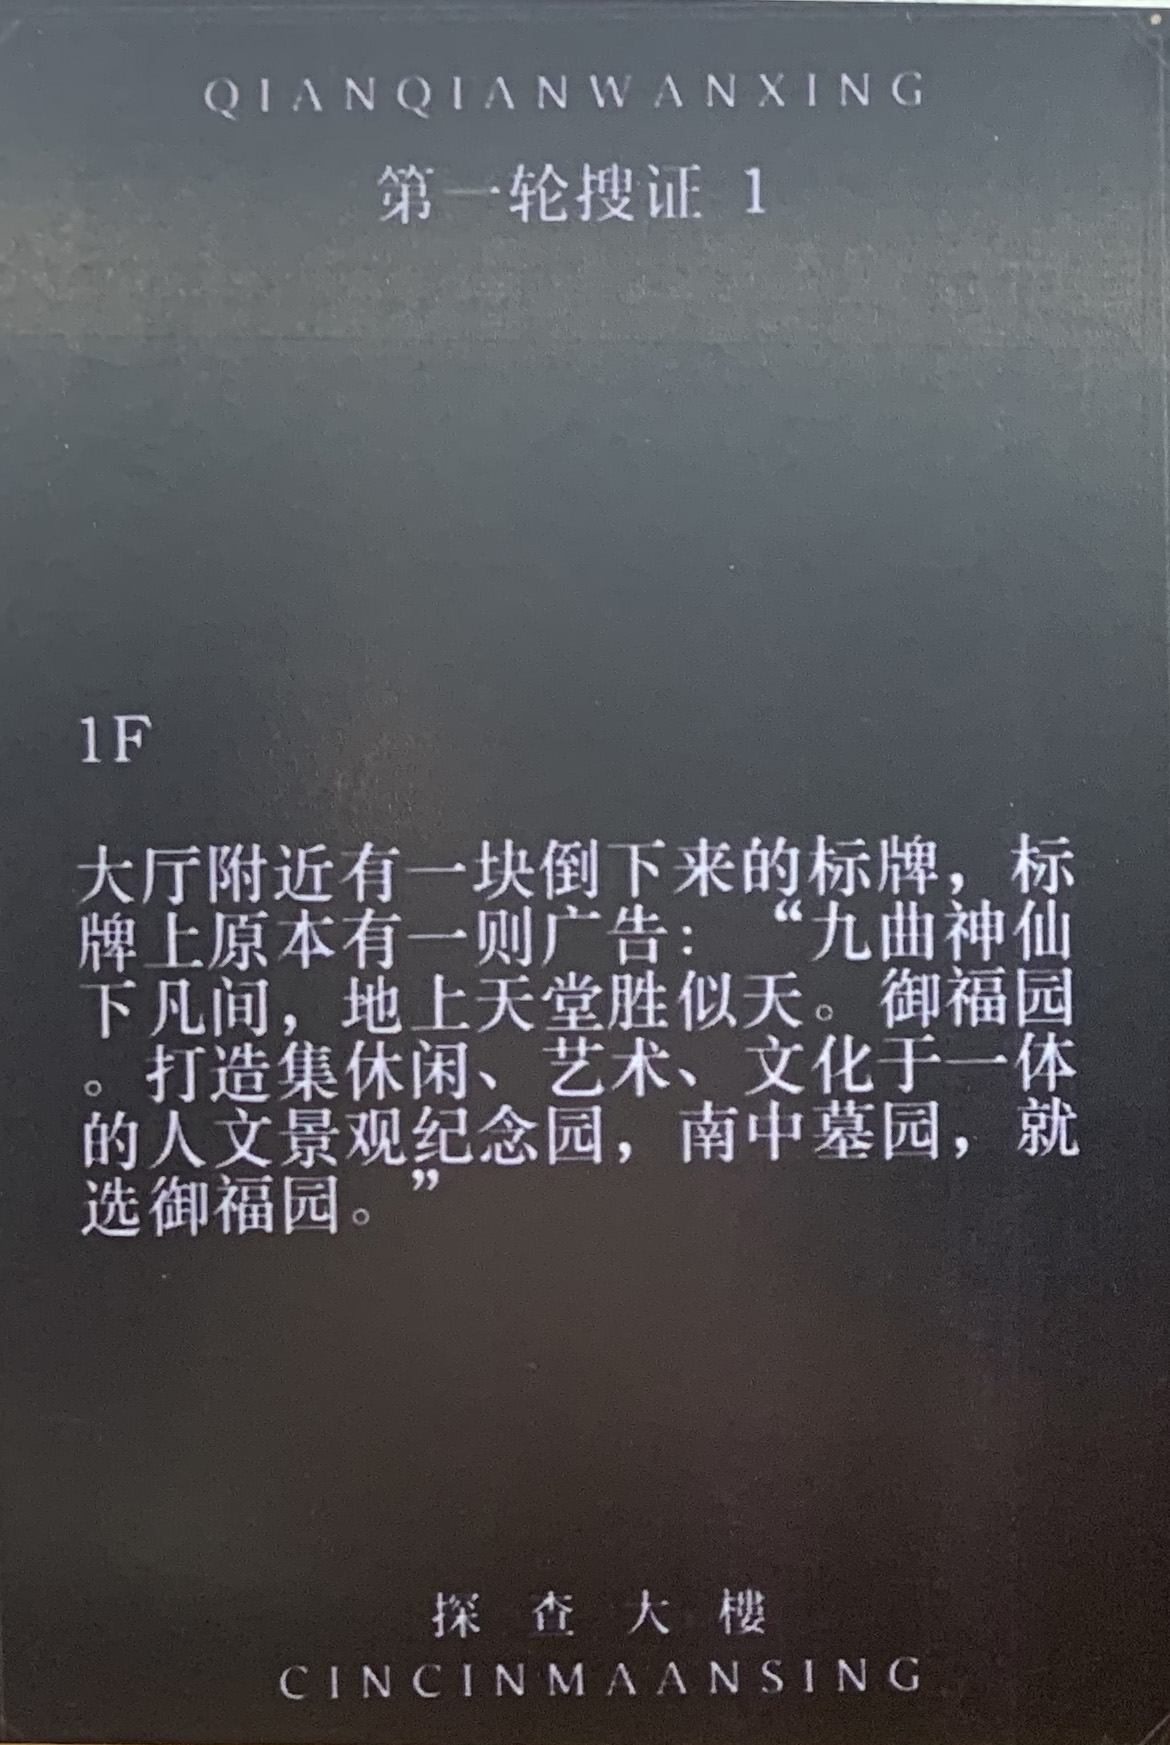 QIANQIANWANXING
第一轮搜证 1
1F
大厅附近有一块倒下来的标牌，标
牌上原本有一则广告：“九曲神仙
下凡间，地上天堂胜似天。御福园
。打造集休闲、艺术、文化于一体
的人文景观纪念园，南中墓园，就
选御福园。”
探查大樓
CINCINMAANSING